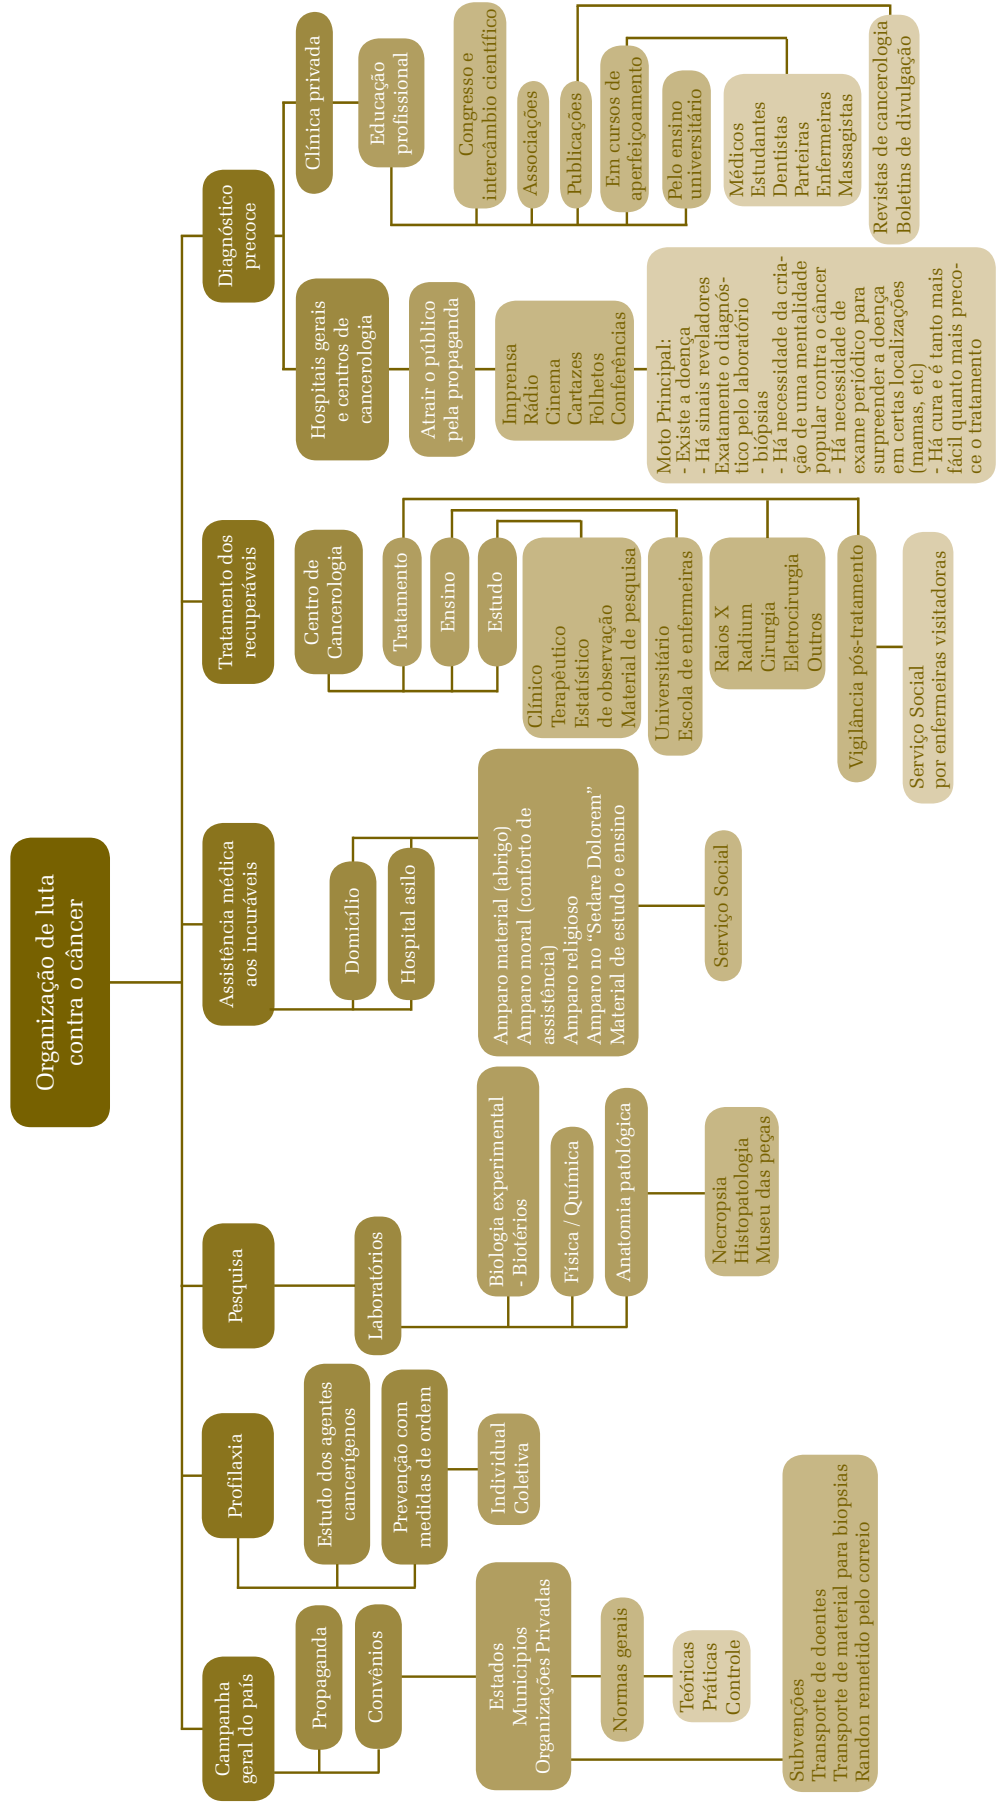 Organização de luta
contra o câncer
Campanha
geral do país
Propaganda
Convênios
Estados
Municípios
Organizações Privadas
Normas gerais
Teóricas
Práticas
Controle
Subvenções
Transporte de doentes
Transporte de material para biopsias
Randon remetido pelo correio
Profilaxia
Estudo dos agentes
cancerígenos
Prevenção com
medidas de ordem
Individual
Coletiva
Pesquisa
Laboratórios
Biologia experimental
- Biotérios
Física / Química
Anatomia patológica
Necropsia
Histopatologia
Museu das peças
Assistência médica
aos incuráveis
Domicílio
Hospital asilo
Amparo material (abrigo)
Amparo moral (conforto de
assistência)
Amparo religioso
Amparo no “Sedare Dolorem”
Material de estudo e ensino
Serviço Social
Tratamento dos
recuperáveis
Centro de
Cancerologia
Tratamento
Ensino
Estudo
Clínico
Terapêutico
Estatístico
de observação
Material de pesquisa
Universitário
Escola de enfermeiras
Raios X
Radium
Cirurgia
Eletrocirurgia
Outros
Vigilância pós-tratamento
Serviço Social
por enfermeiras visitadoras
Diagnóstico
precoce
Hospitais gerais
e centros de
cancerologia
Atrair o público
pela propaganda
Imprensa
Rádio
Cinema
Cartazes
Folhetos
Conferências
Moto Principal:
- Existe a doença
- Há sinais reveladores
Exatamente o diagnós-
tico pelo laboratório
- biópsias
- Há necessidade da cria-
ção de uma mentalidade
popular contra o câncer
- Há necessidade de
exame periódico para
surpreender a doença
em certas localizações
(mamas, etc)
- Há cura e é tanto mais
fácil quanto mais preco-
ce o tratamento
Clínica privada
Educação
profissional
Congresso e
intercâmbio científico
Associações
Publicações
Em cursos de
aperfeiçoamento
Pelo ensino
universitário
Médicos
Estudantes
Dentistas
Parteiras
Enfermeiras
Massagistas
Revistas de cancerologia
Boletins de divulgação